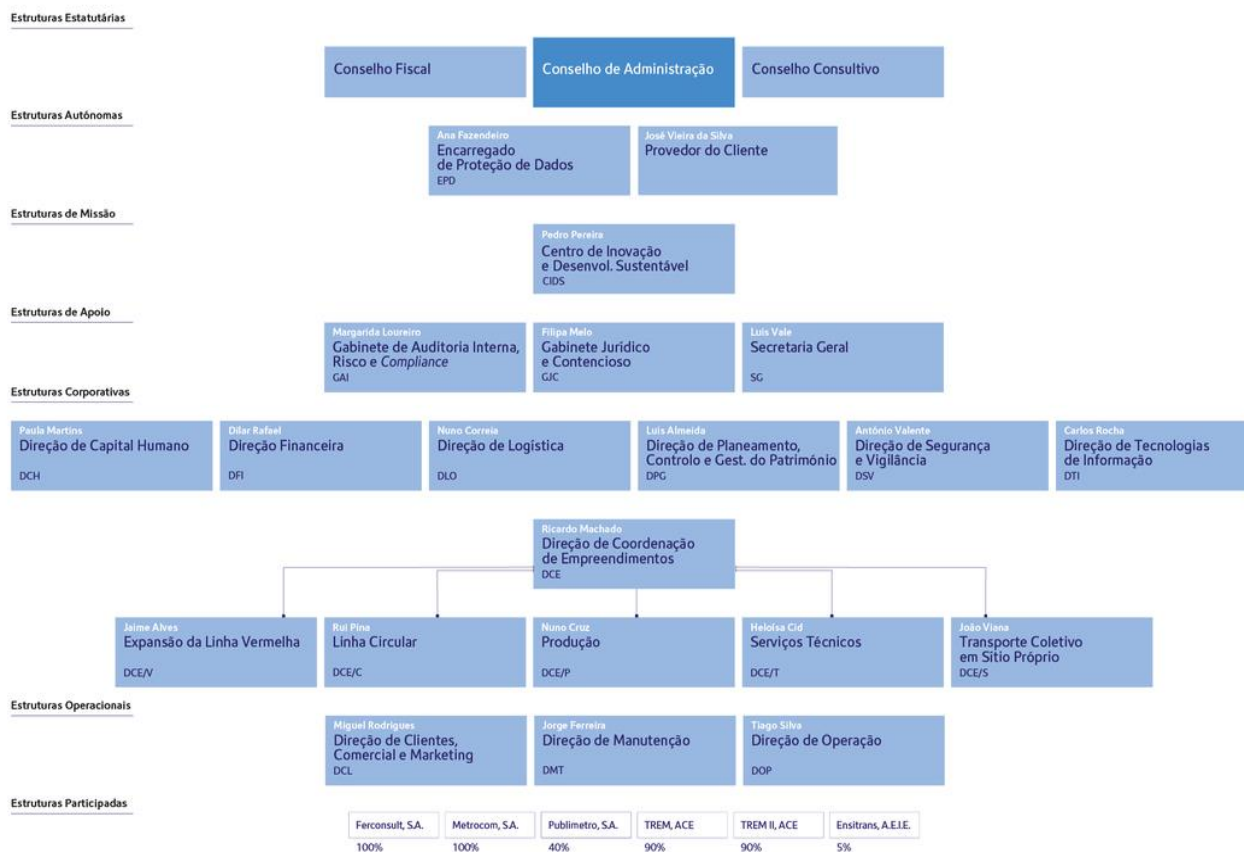 Estruturas Estatutárias
Conselho Fiscal
Conselho de Administração
Conselho Consultivo
Estruturas Autónomas
Ana Fazendeiro
Encarregado
de Proteção de Dados
EPD
José Vieira da Silva
Provedor do Cliente
Estruturas de Missão
Pedro Pereira
Centro de Inovação
e Desenvol. Sustentável
CIDS
Estruturas de Apoio
Margarida Loureiro
Gabinete de Auditoria Interna,
Risco e Compliance
GAI
Filipa Melo
Gabinete Jurídico
e Contencioso
GJC
Luis Vale
Secretaria Geral
SG
Estruturas Corporativas
Paula Martins
Direção de Capital Humano
DCH
Dilar Rafael
Direção Financeira
DFI
Nuno Correia
Direção de Logística
DLO
Luis Almeida
Direção de Planeamento,
Controlo e Gest. do Património
DPG
António Valente
Direção de Segurança
e Vigilância
DSV
Carlos Rocha
Direção de Tecnologias
de Informação
DTI
Ricardo Machado
Direção de Coordenação
de Empreendimentos
DCE
Jaime Alves
Expansão da Linha Vermelha
DCE/V
Rui Pina
Linha Circular
DCE/C
Nuno Cruz
Produção
DCE/P
Heloísa Cid
Serviços Técnicos
DCE/T
João Viana
Transporte Coletivo
em Sítio Próprio
DCE/S
Estruturas Operacionais
Miguel Rodrigues
Direção de Clientes,
Comercial e Marketing
DCL
Jorge Ferreira
Direção de Manutenção
DMT
Tiago Silva
Direção de Operação
DOP
Estruturas Participadas
Ferconsult, S.A.
100%
Metrocom, S.A.
100%
Publimetro, S.A.
40%
TREM, ACE
90%
TREM II, ACE
90%
Ensitrans, A.E.I.E.
5%